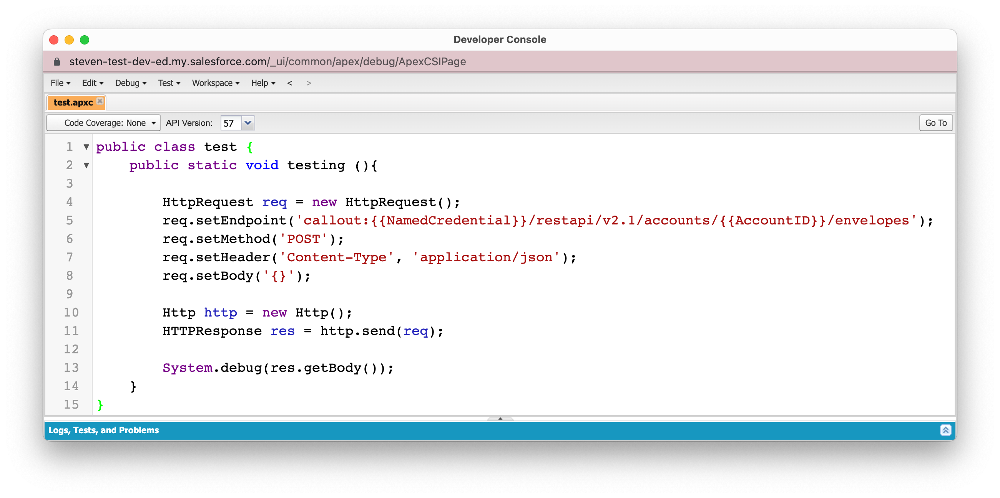 Developer Console
steven-test-dev-ed.my.salesforce.com/_ui/common/apex/debug/ApexCSIPage
File Edit Debug Test Workspace Help < >
test.apxc
Code Coverage: None API Version: 57 Go To
1 public class test {
2 public static void testing (){
3
4 HttpRequest req = new HttpRequest();
5 req.setEndpoint('callout:{{NamedCredential}}/restapi/v2.1/accounts/{{AccountID}}/envelopes');
6 req.setMethod('POST');
7 req.setHeader('Content-Type', 'application/json');
8 req.setBody('{}');
9
10 Http http = new Http();
11 HTTPResponse res = http.send(req);
12
13 System.debug(res.getBody());
14 }
15 }
Logs, Tests, and Problems